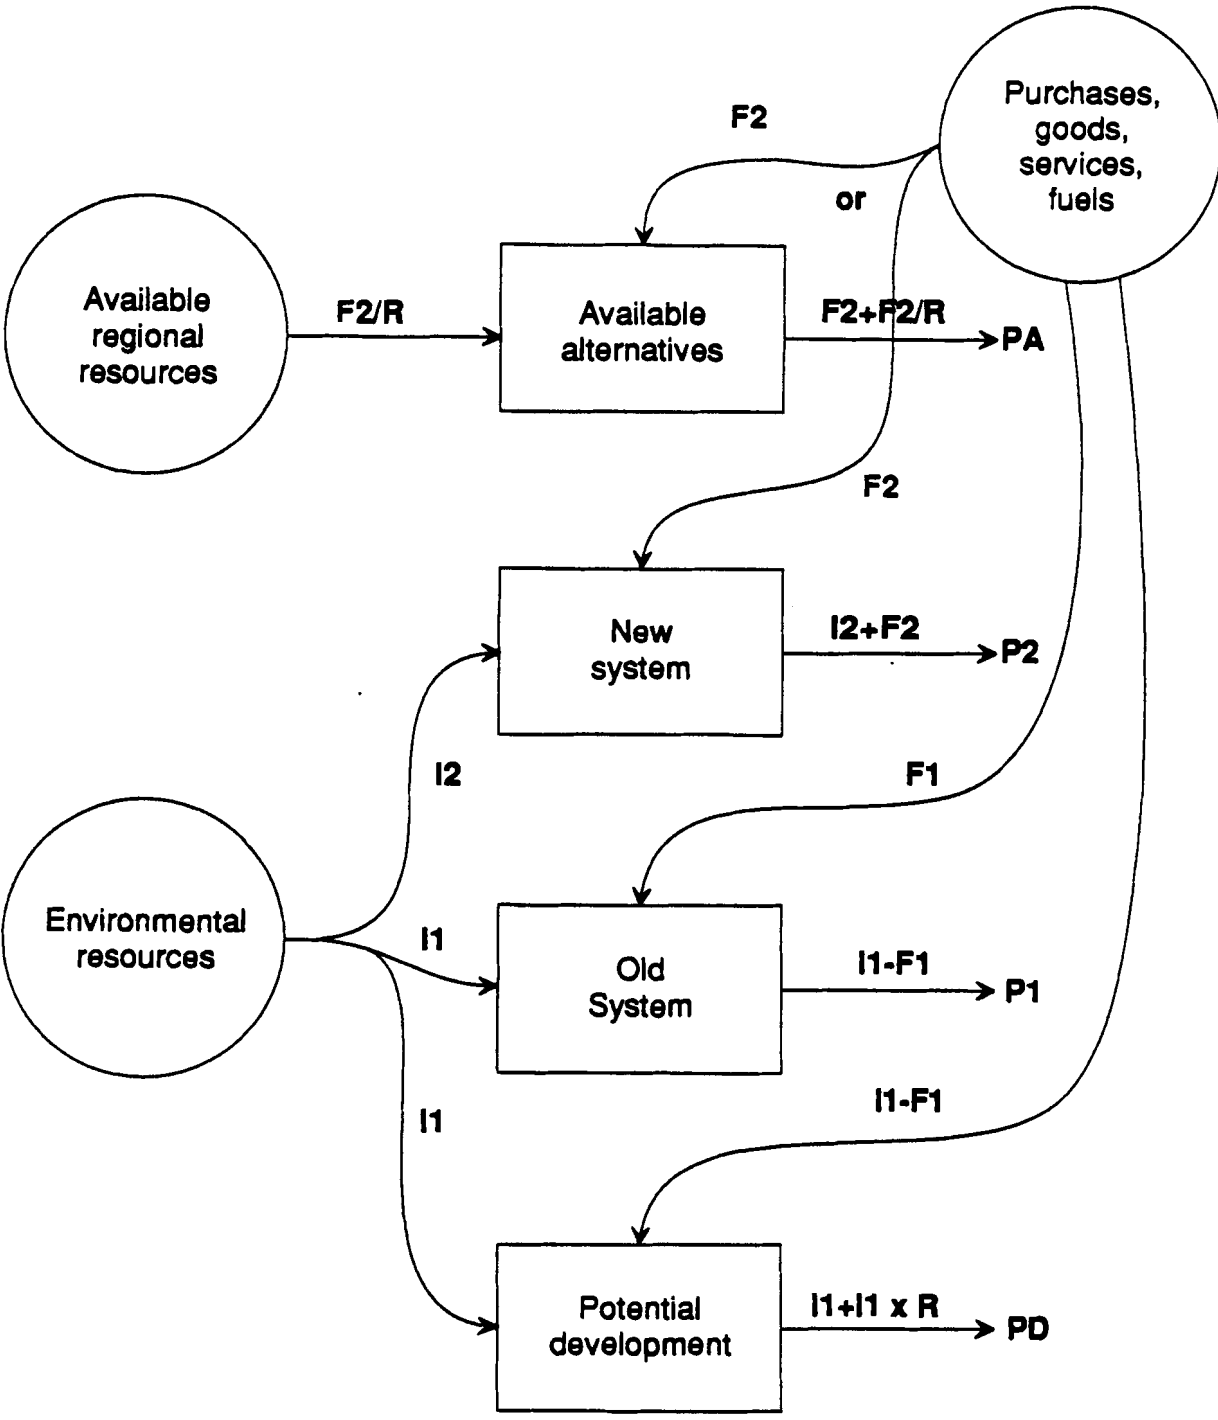 Purchases,
goods,
services,
fuels
F2
or
Available
regional
resources
F2/R
Available
alternatives
F2+F2/R
PA
F2
New
system
I2+F2
P2
I2
F1
Environmental
resources
I1
Old
System
I1-F1
P1
I1
I1-F1
Potential
development
I1+I1 x R
PD